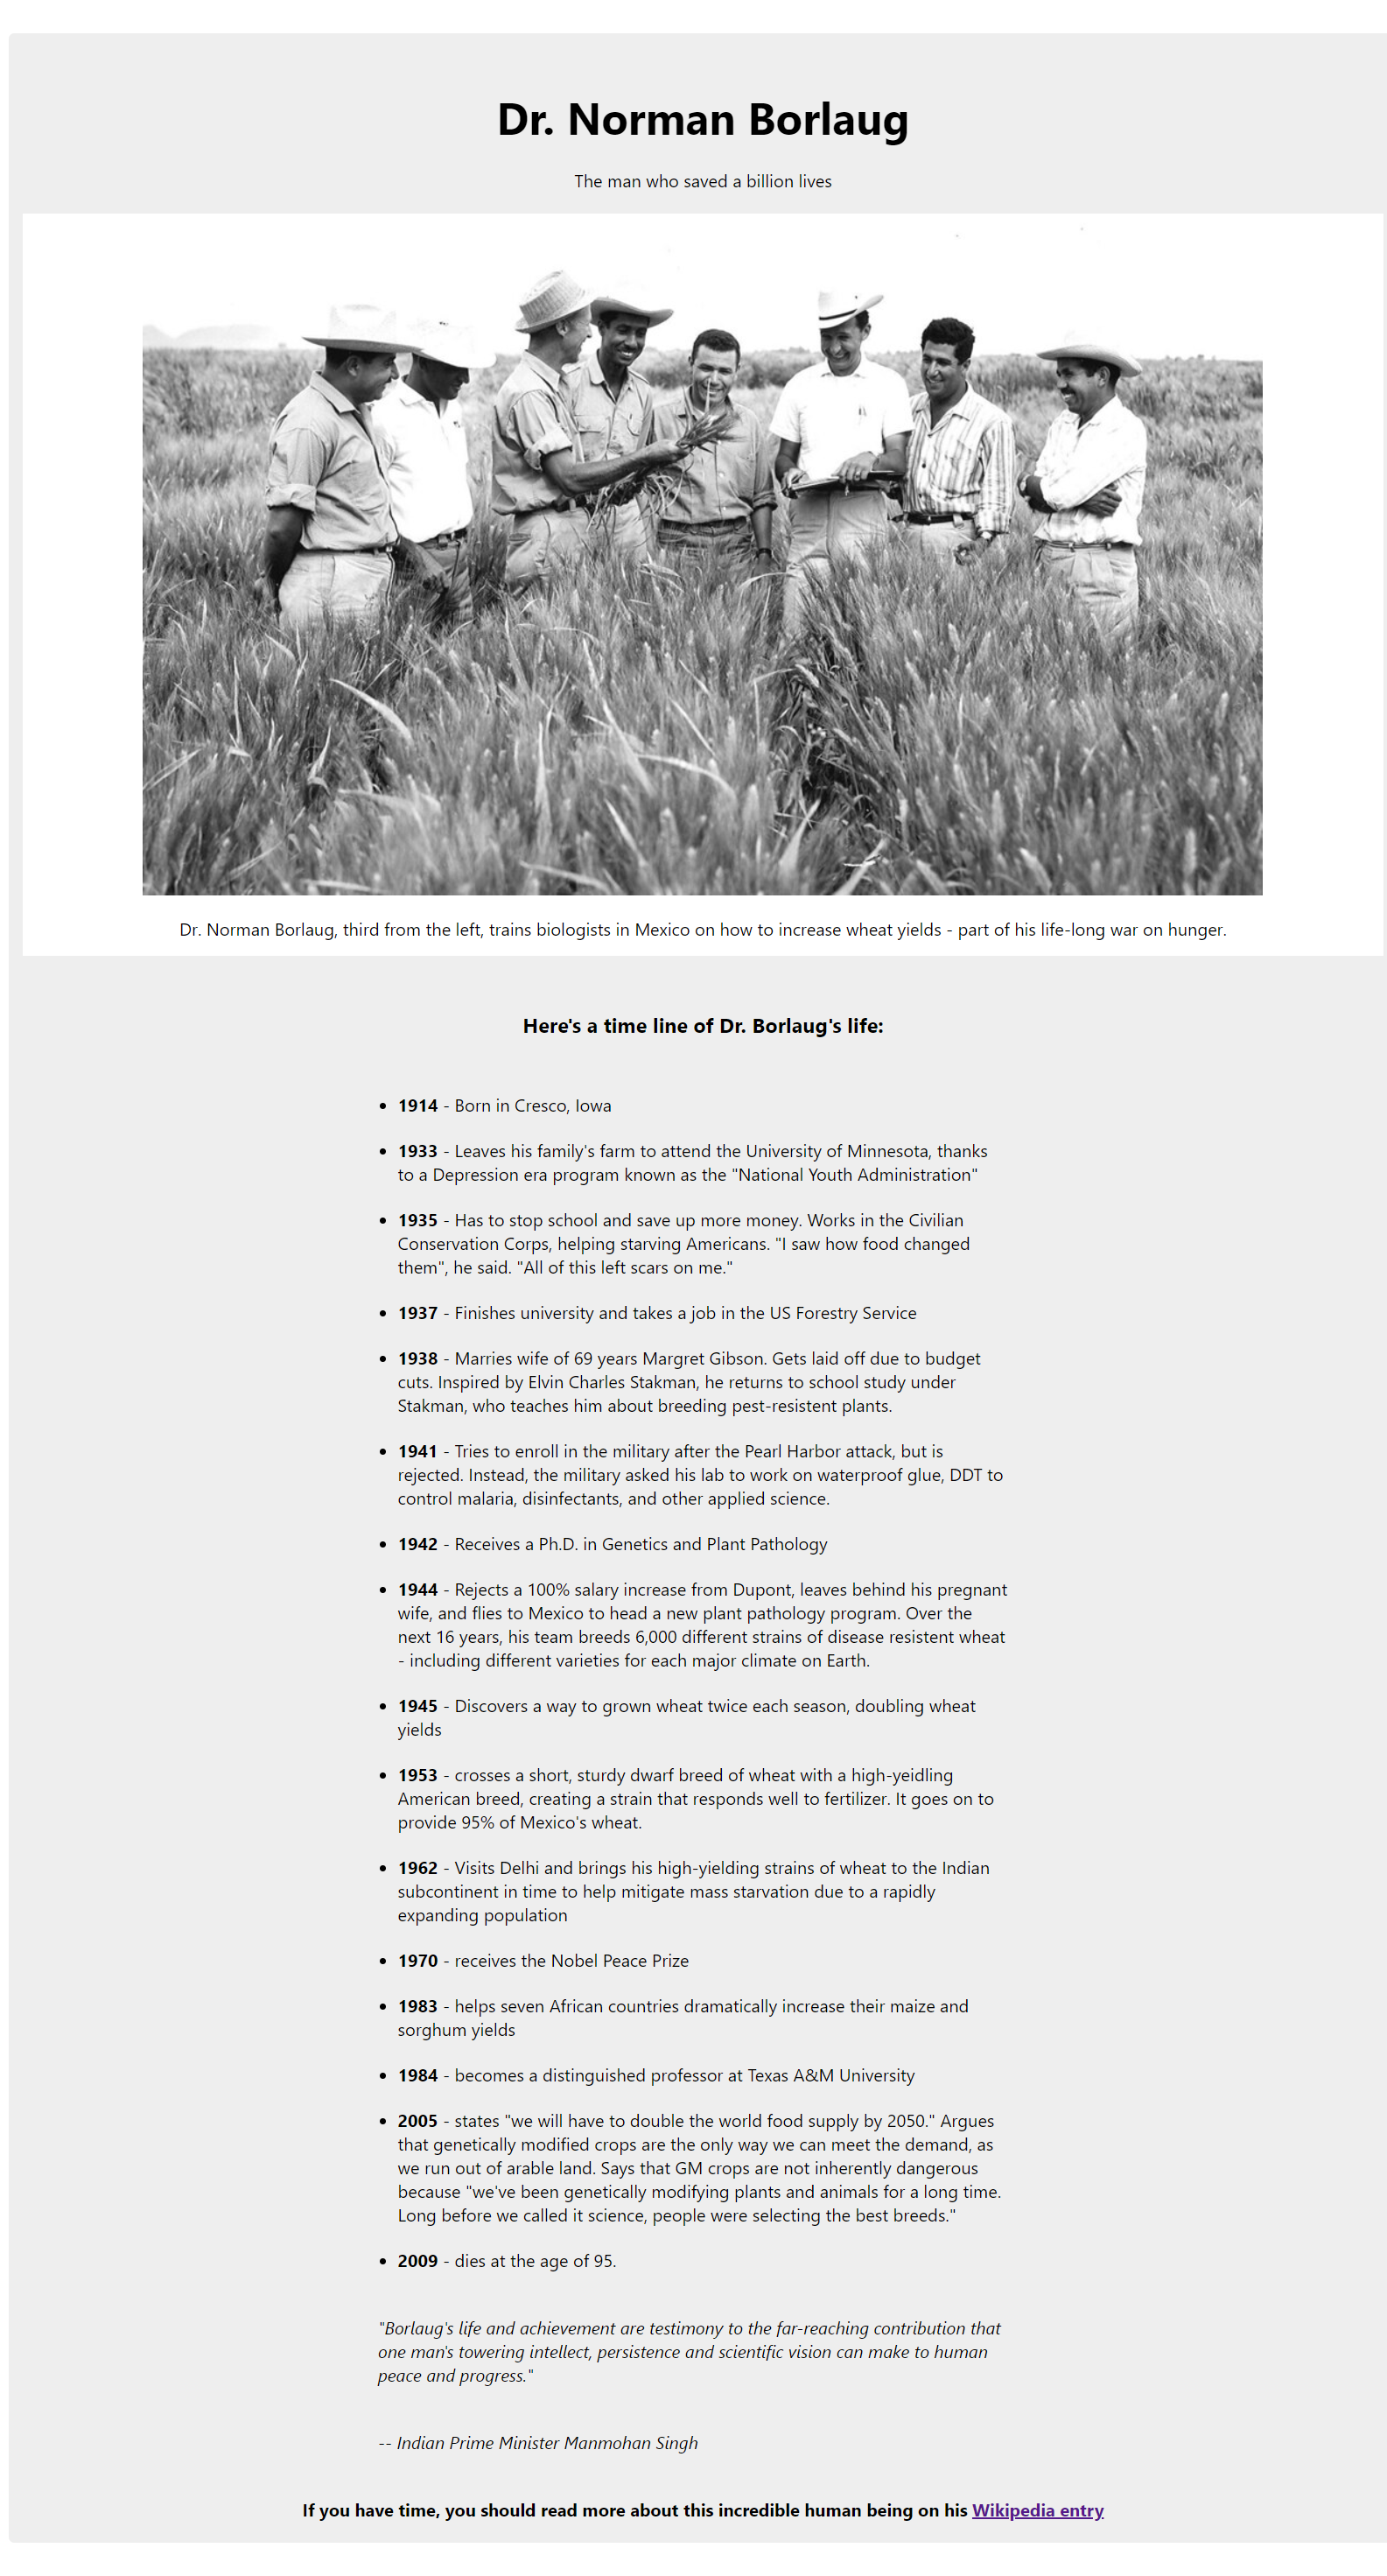 Dr. Norman Borlaug
The man who saved a billion lives
Dr. Norman Borlaug, third from the left, trains biologists in Mexico on how to increase wheat yields - part of his life-long war on hunger.
Here's a time line of Dr. Borlaug's life:
• 1914 - Born in Cresco, Iowa
• 1933 - Leaves his family's farm to attend the University of Minnesota, thanks
to a Depression era program known as the "National Youth Administration"
• 1935 - Has to stop school and save up more money. Works in the Civilian
Conservation Corps, helping starving Americans. "I saw how food changed
them", he said. "All of this left scars on me."
• 1937 - Finishes university and takes a job in the US Forestry Service
• 1938 - Marries wife of 69 years Margret Gibson. Gets laid off due to budget
cuts. Inspired by Elvin Charles Stakman, he returns to school study under
Stakman, who teaches him about breeding pest-resistent plants.
• 1941 - Tries to enroll in the military after the Pearl Harbor attack, but is
rejected. Instead, the military asked his lab to work on waterproof glue, DDT to
control malaria, disinfectants, and other applied science.
• 1942 - Receives a Ph.D. in Genetics and Plant Pathology
• 1944 - Rejects a 100% salary increase from Dupont, leaves behind his pregnant
wife, and flies to Mexico to head a new plant pathology program. Over the
next 16 years, his team breeds 6,000 different strains of disease resistent wheat
- including different varieties for each major climate on Earth.
• 1945 - Discovers a way to grown wheat twice each season, doubling wheat
yields
• 1953 - crosses a short, sturdy dwarf breed of wheat with a high-yeidling
American breed, creating a strain that responds well to fertilizer. It goes on to
provide 95% of Mexico's wheat.
• 1962 - Visits Delhi and brings his high-yielding strains of wheat to the Indian
subcontinent in time to help mitigate mass starvation due to a rapidly
expanding population
• 1970 - receives the Nobel Peace Prize
• 1983 - helps seven African countries dramatically increase their maize and
sorghum yields
• 1984 - becomes a distinguished professor at Texas A&M University
• 2005 - states "we will have to double the world food supply by 2050." Argues
that genetically modified crops are the only way we can meet the demand, as
we run out of arable land. Says that GM crops are not inherently dangerous
because "we've been genetically modifying plants and animals for a long time.
Long before we called it science, people were selecting the best breeds."
• 2009 - dies at the age of 95.
"Borlaug's life and achievement are testimony to the far-reaching contribution that
one man's towering intellect, persistence and scientific vision can make to human
peace and progress."
-- Indian Prime Minister Manmohan Singh
If you have time, you should read more about this incredible human being on his Wikipedia entry